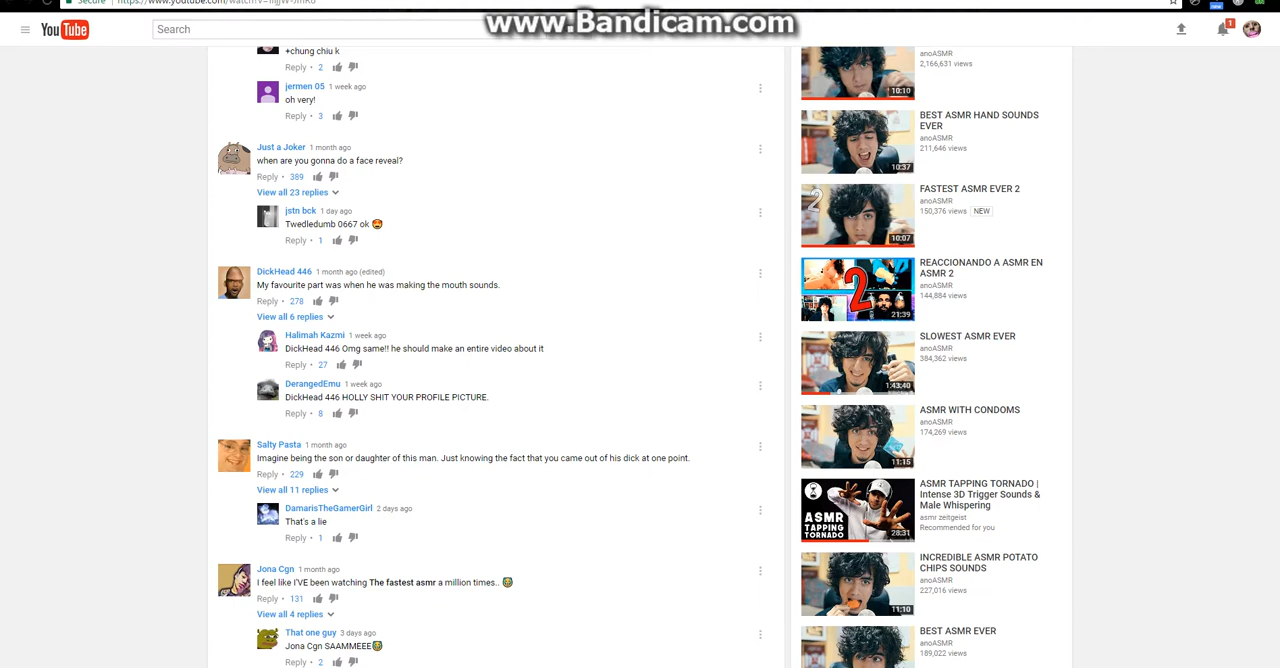 www.Bandicam.com
Secure
YouTube
Search
1
+chung chiu k
Reply · 2
jermen 05 1 week ago
oh very!
Reply · 3
Just a Joker 1 month ago
when are you gonna do a face reveal?
Reply · 389
View all 23 replies
jstn bck 1 day ago
Twedledumb 0667 ok 😍
Reply · 1
DickHead 446 1 month ago (edited)
My favourite part was when he was making the mouth sounds.
Reply · 278
View all 6 replies
Halimah Kazmi 1 week ago
DickHead 446 Omg same!! he should make an entire video about it
Reply · 27
DerangedEmu 1 week ago
DickHead 446 HOLLY SHIT YOUR PROFILE PICTURE.
Reply · 8
Salty Pasta 1 month ago
Imagine being the son or daughter of this man. Just knowing the fact that you came out of his dick at one point.
Reply · 229
View all 11 replies
DamarisTheGamerGirl 2 days ago
That's a lie
Reply · 1
Jona Cgn 1 month ago
I feel like I'VE been watching The fastest asmr a million times..
Reply · 131
View all 4 replies
That one guy 3 days ago
Jona Cgn SAAMMEEE
Reply · 2
anoASMR
2,166,631 views
10:10
BEST ASMR HAND SOUNDS
EVER
anoASMR
211,646 views
10:37
FASTEST ASMR EVER 2
anoASMR
150,376 views NEW
2
10:07
REACCIONANDO A ASMR EN
ASMR 2
anoASMR
144,884 views
2
21:39
SLOWEST ASMR EVER
anoASMR
384,362 views
1:43:40
ASMR WITH CONDOMS
anoASMR
174,269 views
11:15
ASMR TAPPING TORNADO |
Intense 3D Trigger Sounds &
Male Whispering
asmr zeitgeist
Recommended for you
ASMR
TAPPING
TORNADO
28:31
INCREDIBLE ASMR POTATO
CHIPS SOUNDS
anoASMR
227,016 views
11:10
BEST ASMR EVER
anoASMR
189,022 views